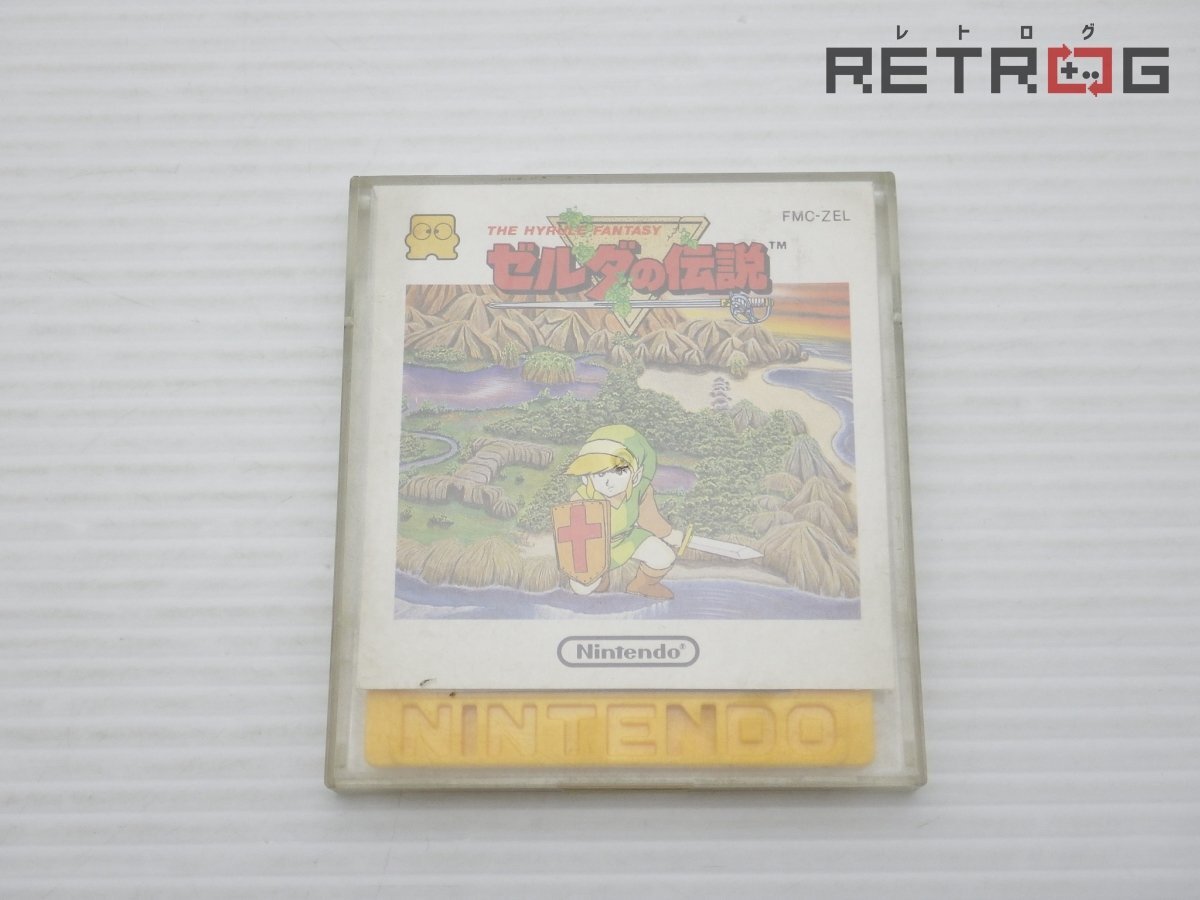 レトログ
RETROG
FMC-ZEL
THE HYRULE FANTASY
ゼルダの伝説™
Nintendo®
NINTENDO